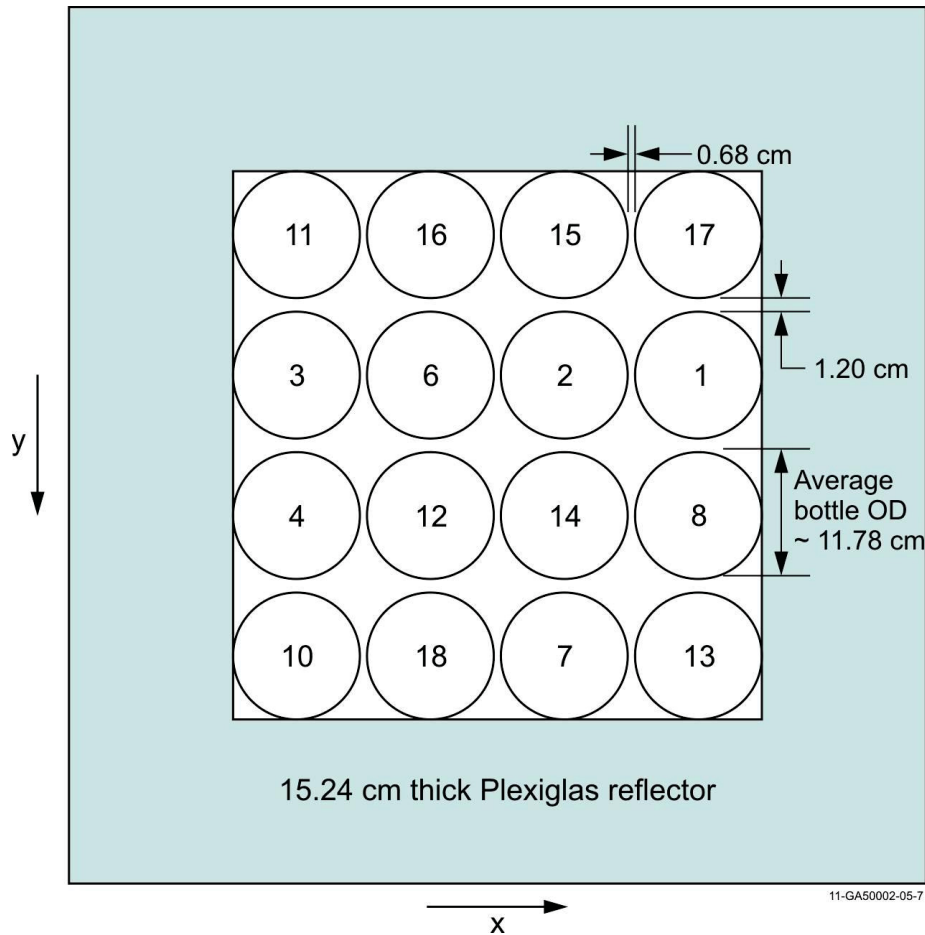 0.68 cm
11 16 15 17
3 6 2 1
1.20 cm
y
4 12 14 8
Average
bottle OD
~ 11.78 cm
10 18 7 13
15.24 cm thick Plexiglas reflector
11-GA50002-05-7
x